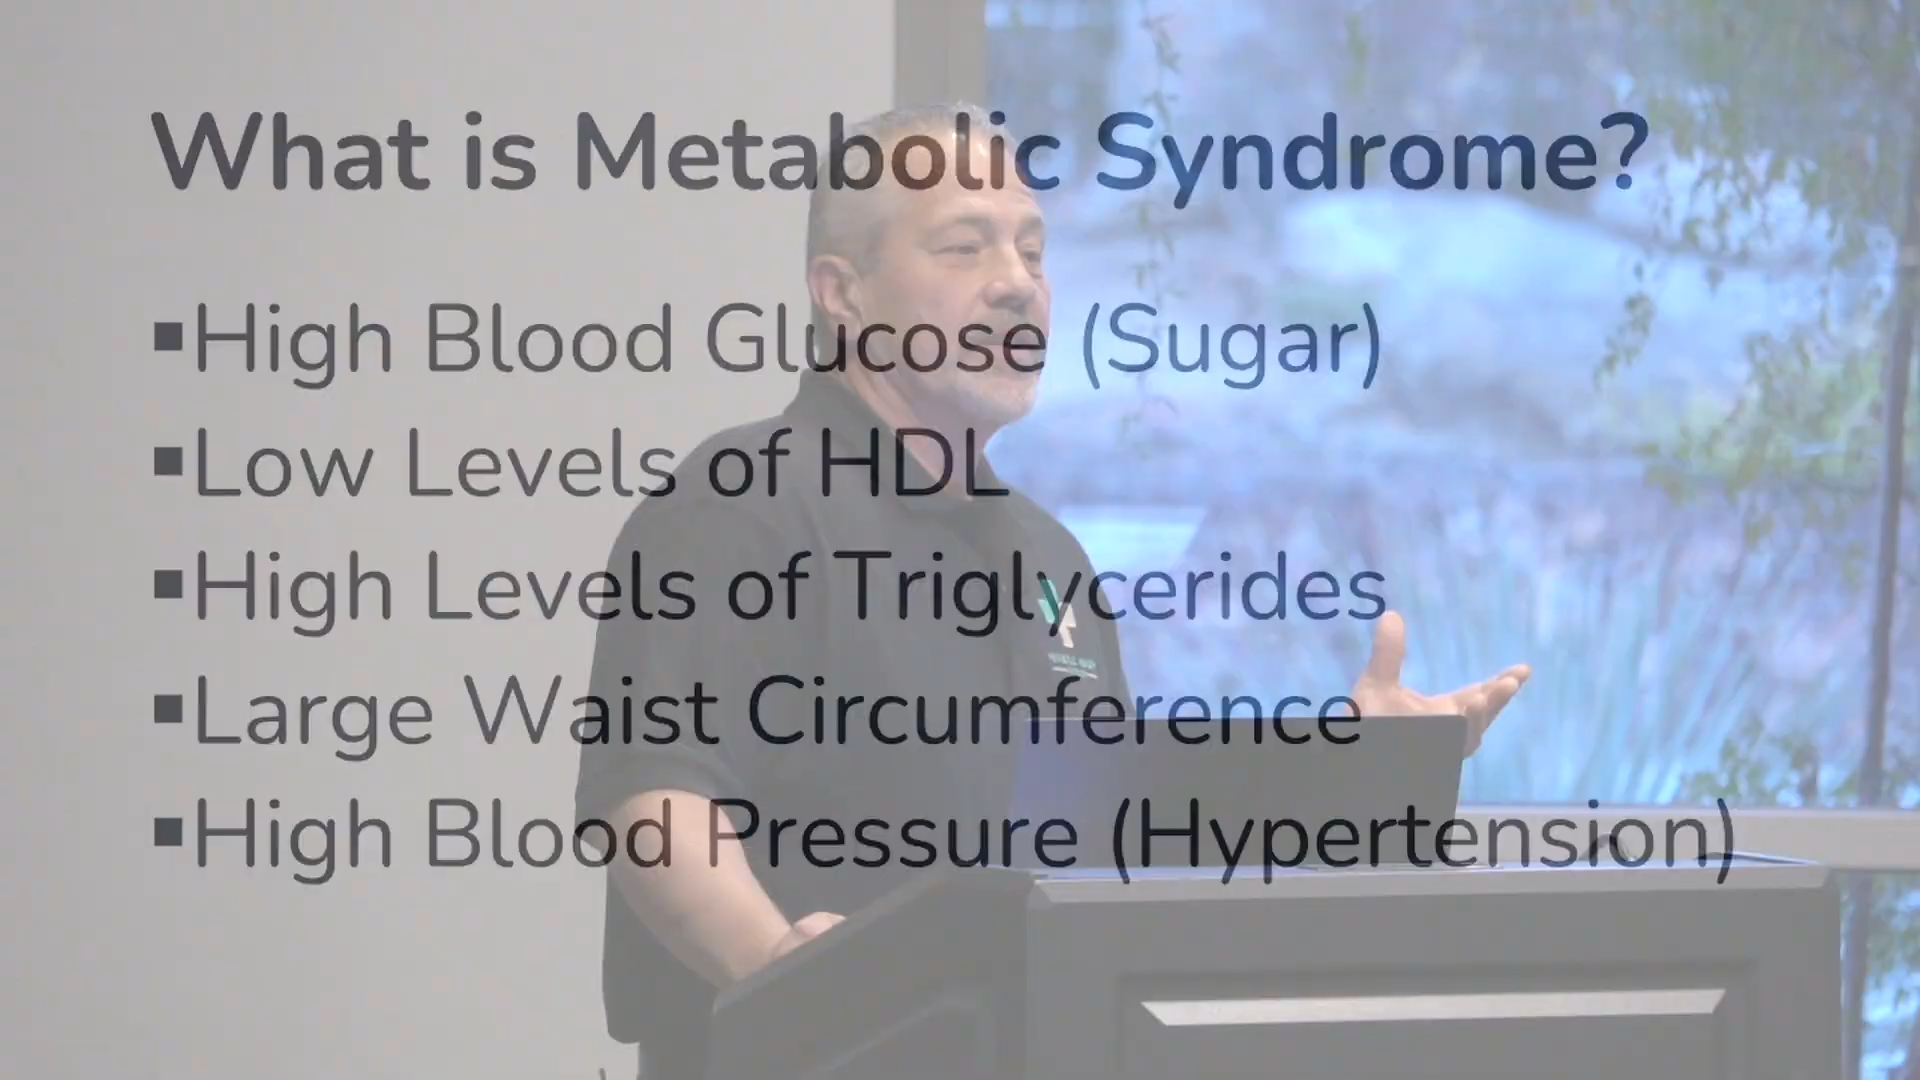 What is Metabolic Syndrome?
▪High Blood Glucose (Sugar)
▪Low Levels of HDL
▪High Levels of Triglycerides
▪Large Waist Circumference
▪High Blood Pressure (Hypertension)